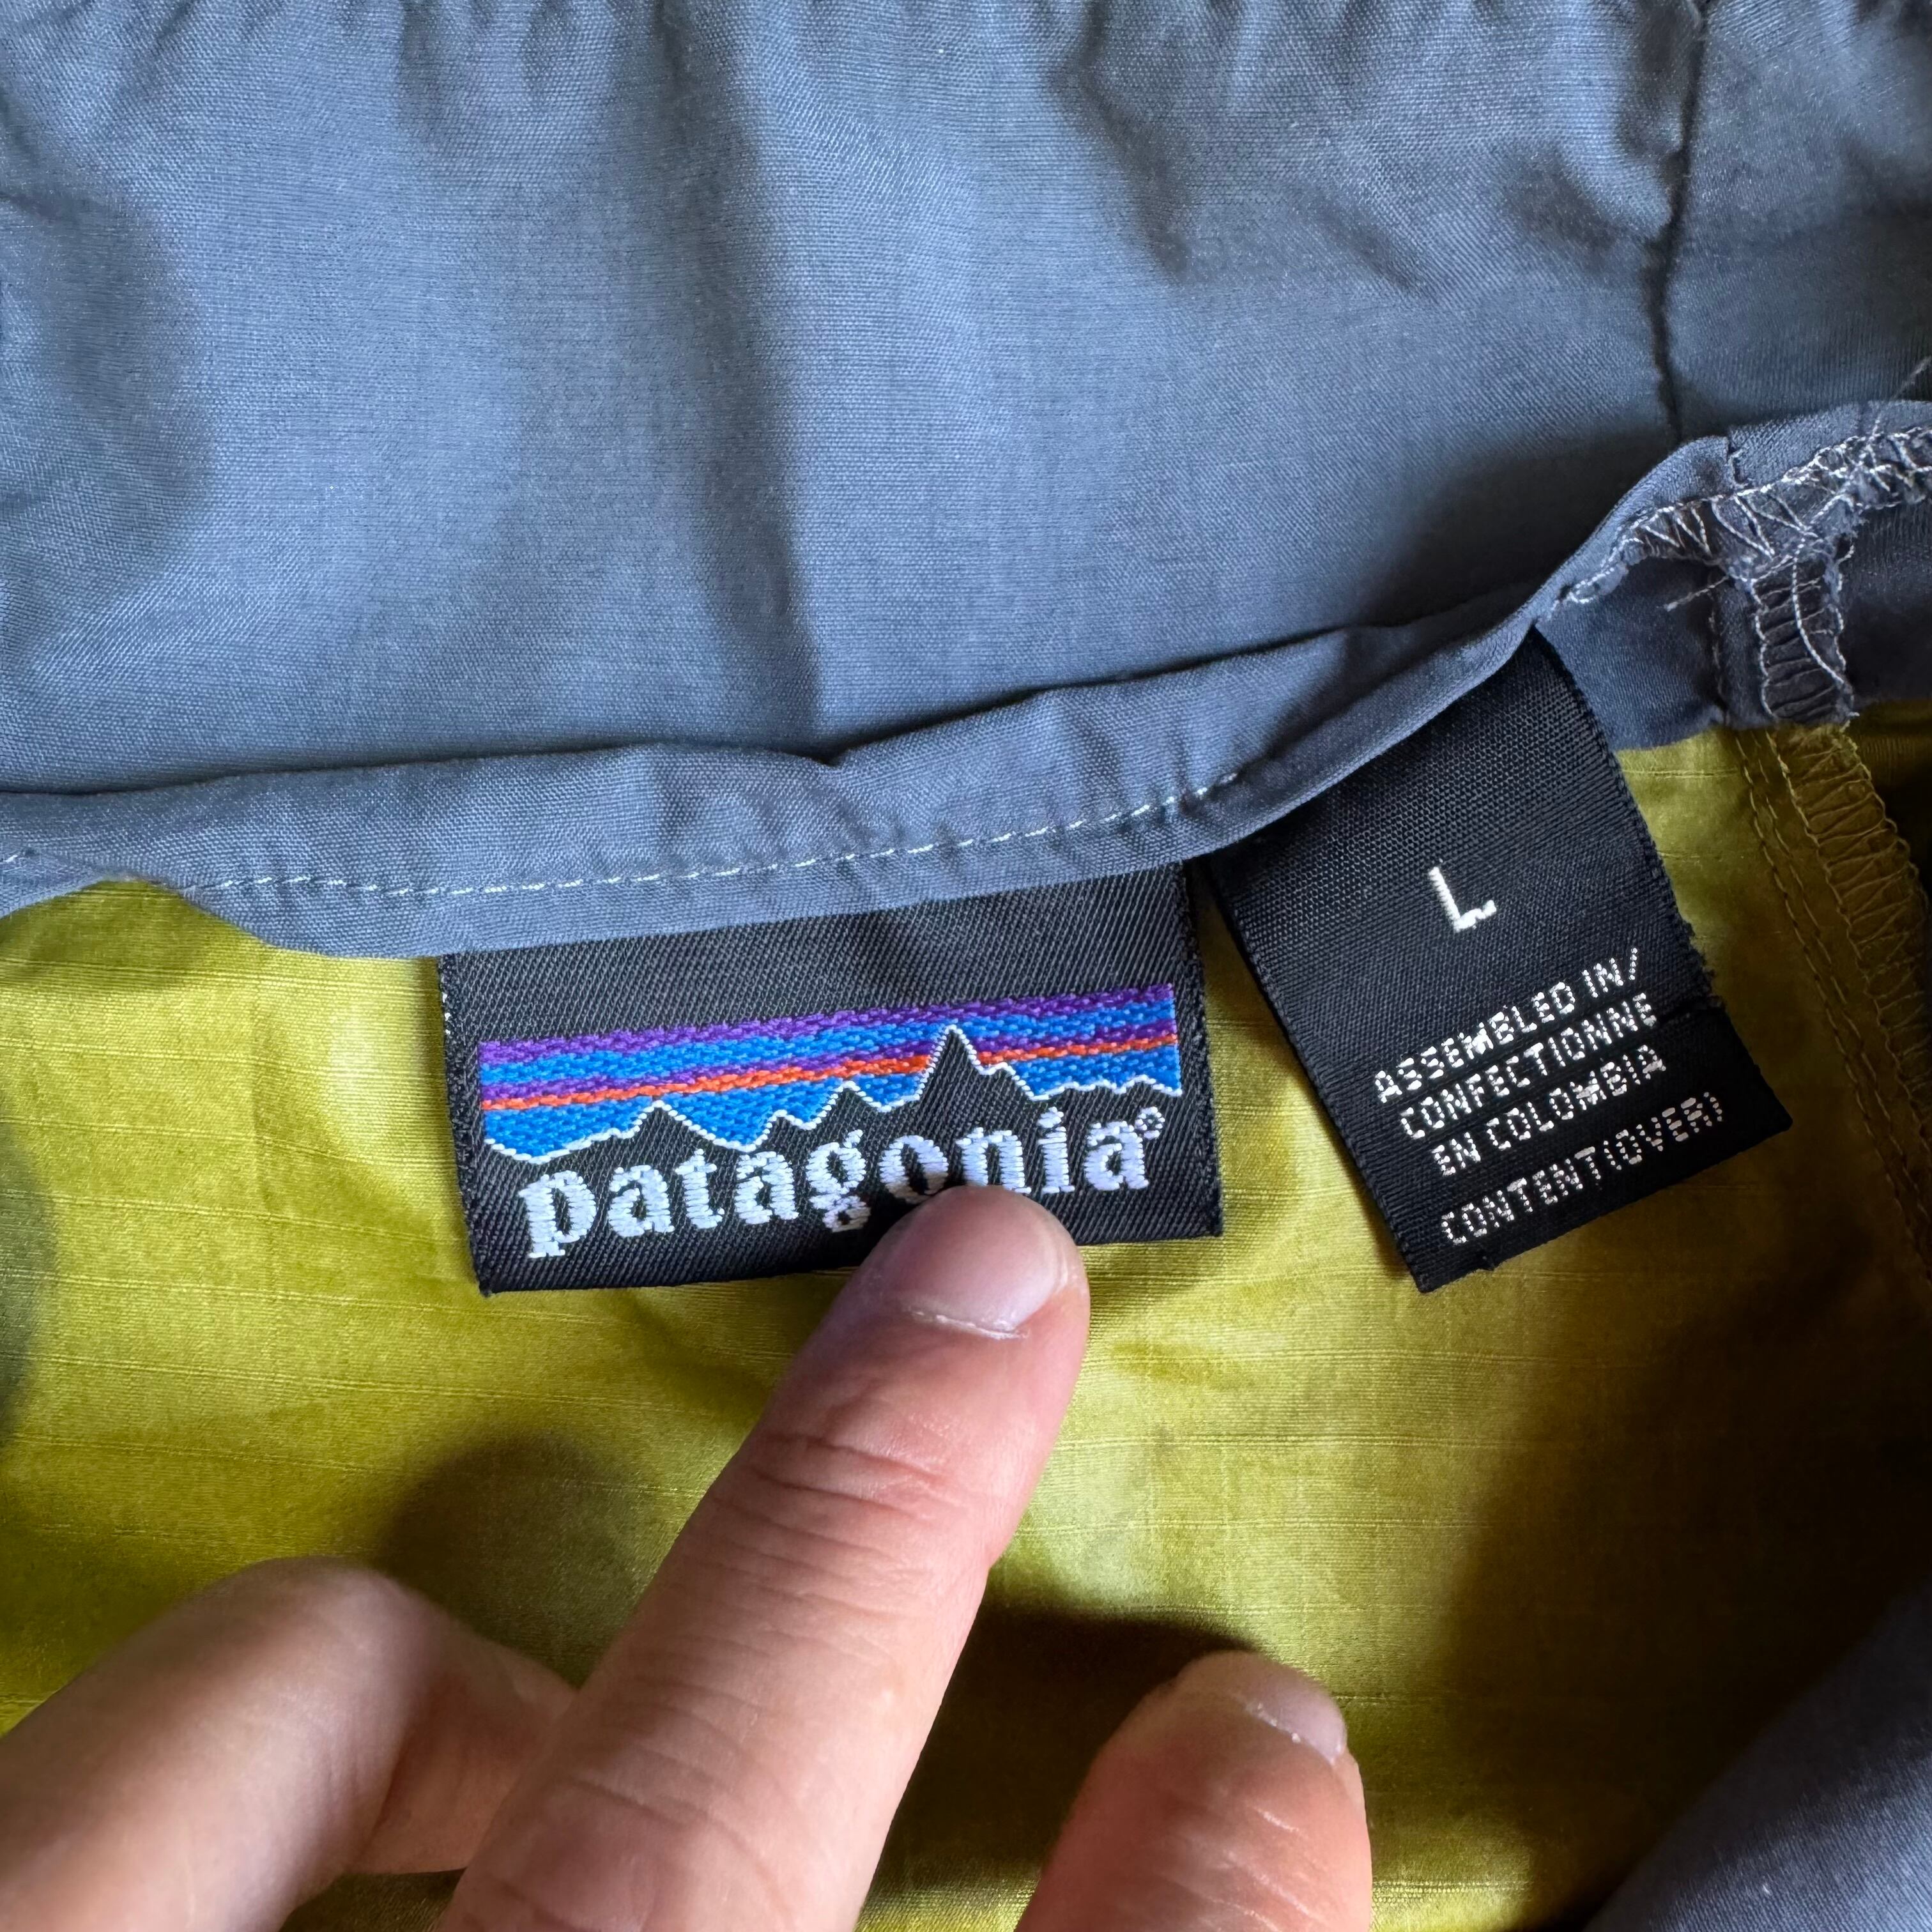 patagonia®
L
ASSEMBLED IN/
CONFECTIONNE
EN COLOMBIA
CONTENT(OVER)